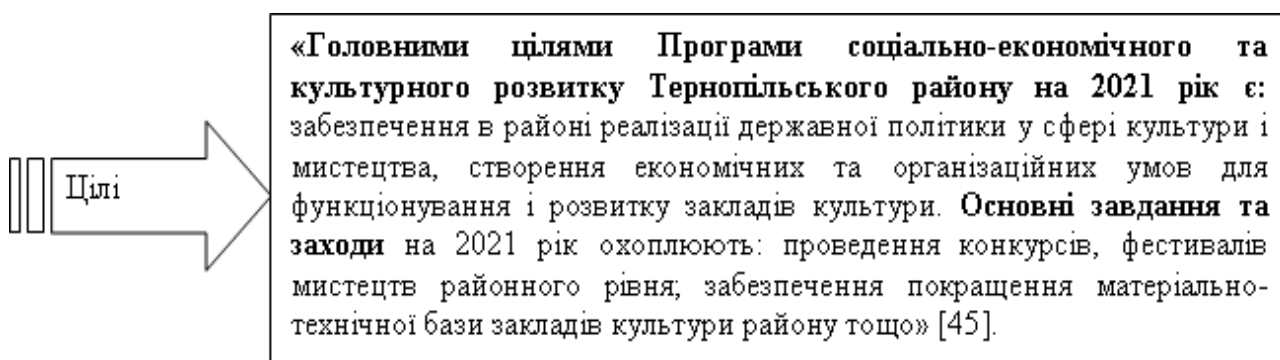 Цілі
«Головними цілями Програми соціально-економічного та
культурного розвитку Тернопільського району на 2021 рік є:
забезпечення в районі реалізації державної політики у сфері культури і
мистецтва, створення економічних та організаційних умов для
функціонування і розвитку закладів культури. Основні завдання та
заходи на 2021 рік охоплюють: проведення конкурсів, фестивалів
мистецтв районного рівня; забезпечення покращення матеріально-
технічної бази закладів культури району тощо» [45].